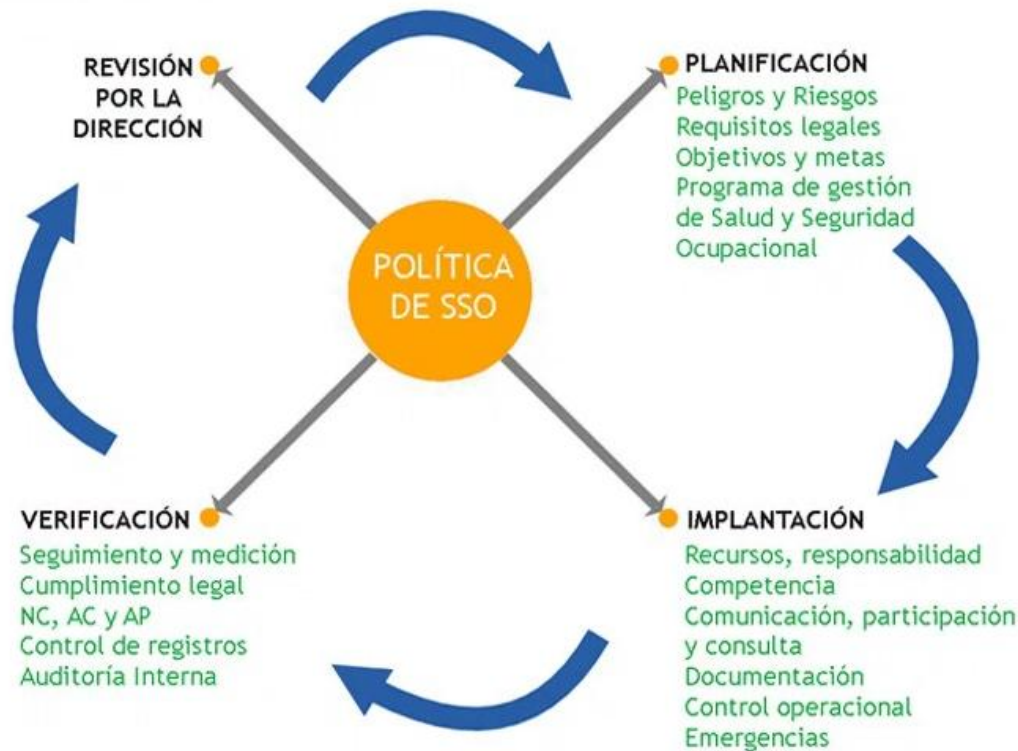 REVISIÓN
POR LA
DIRECCIÓN
PLANIFICACIÓN
Peligros y Riesgos
Requisitos legales
Objetivos y metas
Programa de gestión
de Salud y Seguridad
Ocupacional
POLÍTICA
DE SSO
VERIFICACIÓN
Seguimiento y medición
Cumplimiento legal
NC, AC y AP
Control de registros
Auditoría Interna
IMPLANTACIÓN
Recursos, responsabilidad
Competencia
Comunicación, participación
y consulta
Documentación
Control operacional
Emergencias